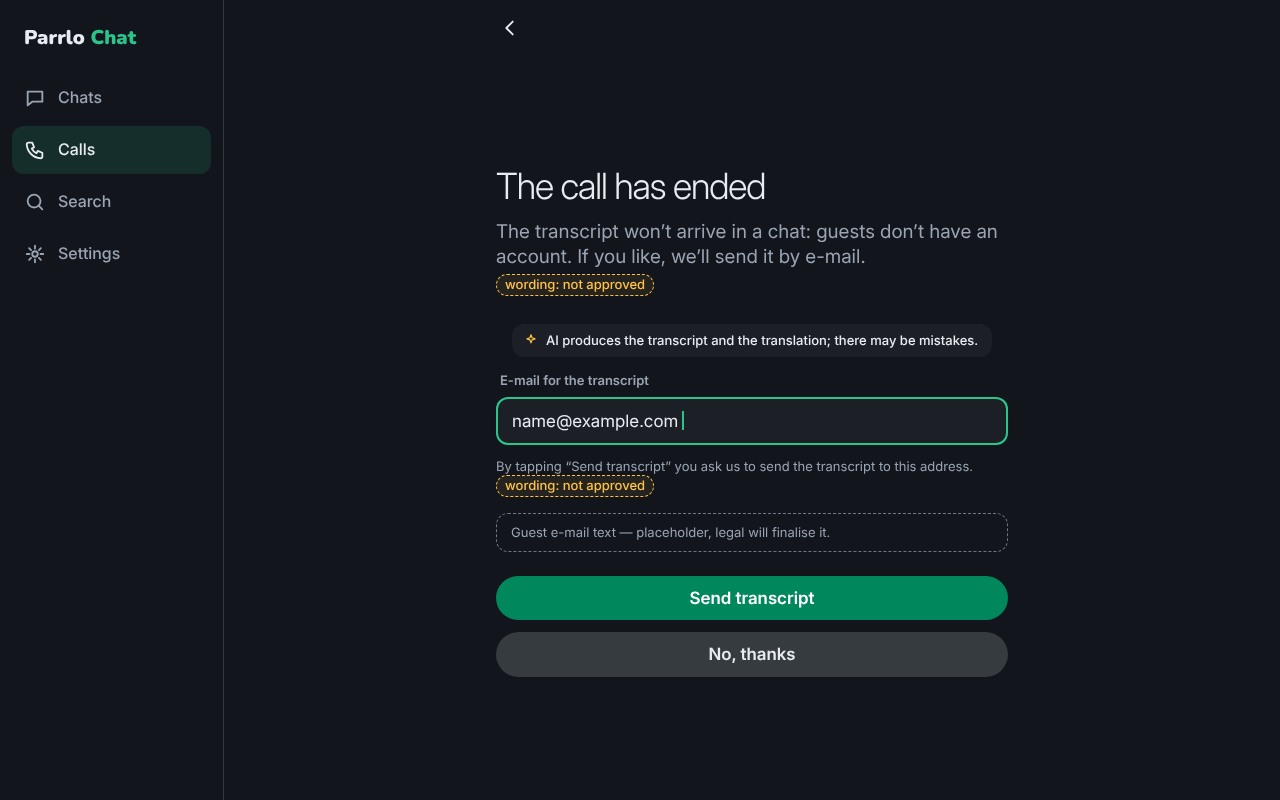 Parrlo Chat
Chats
Calls
Search
Settings
The call has ended
The transcript won’t arrive in a chat: guests don’t have an
account. If you like, we’ll send it by e-mail.
wording: not approved
AI produces the transcript and the translation; there may be mistakes.
E-mail for the transcript
name@example.com
By tapping “Send transcript” you ask us to send the transcript to this address.
wording: not approved
Guest e-mail text — placeholder, legal will finalise it.
Send transcript
No, thanks